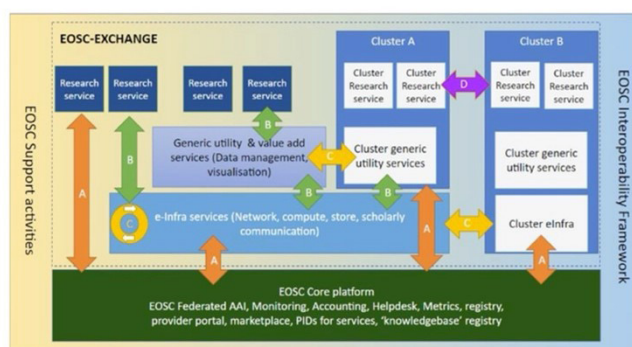 EOSC-EXCHANGE
Cluster A
Cluster B
Research
service
Research
service
Research
service
Research
service
Cluster
Research
service
Cluster
Research
service
D
Cluster
Research
service
Cluster
Research
service
B
Generic utility & value add
services (Data management,
visualisation)
C
Cluster generic
utility services
Cluster generic
utility services
A
B
B
B
A
C
e-Infra services (Network, compute, store, scholarly
communication)
C
Cluster eInfra
A
A
EOSC Core platform
EOSC Federated AAI, Monitoring, Accounting, Helpdesk, Metrics, registry,
provider portal, marketplace, PIDs for services, 'knowledgebase' registry
EOSC Support activities
EOSC Interoperability Framework